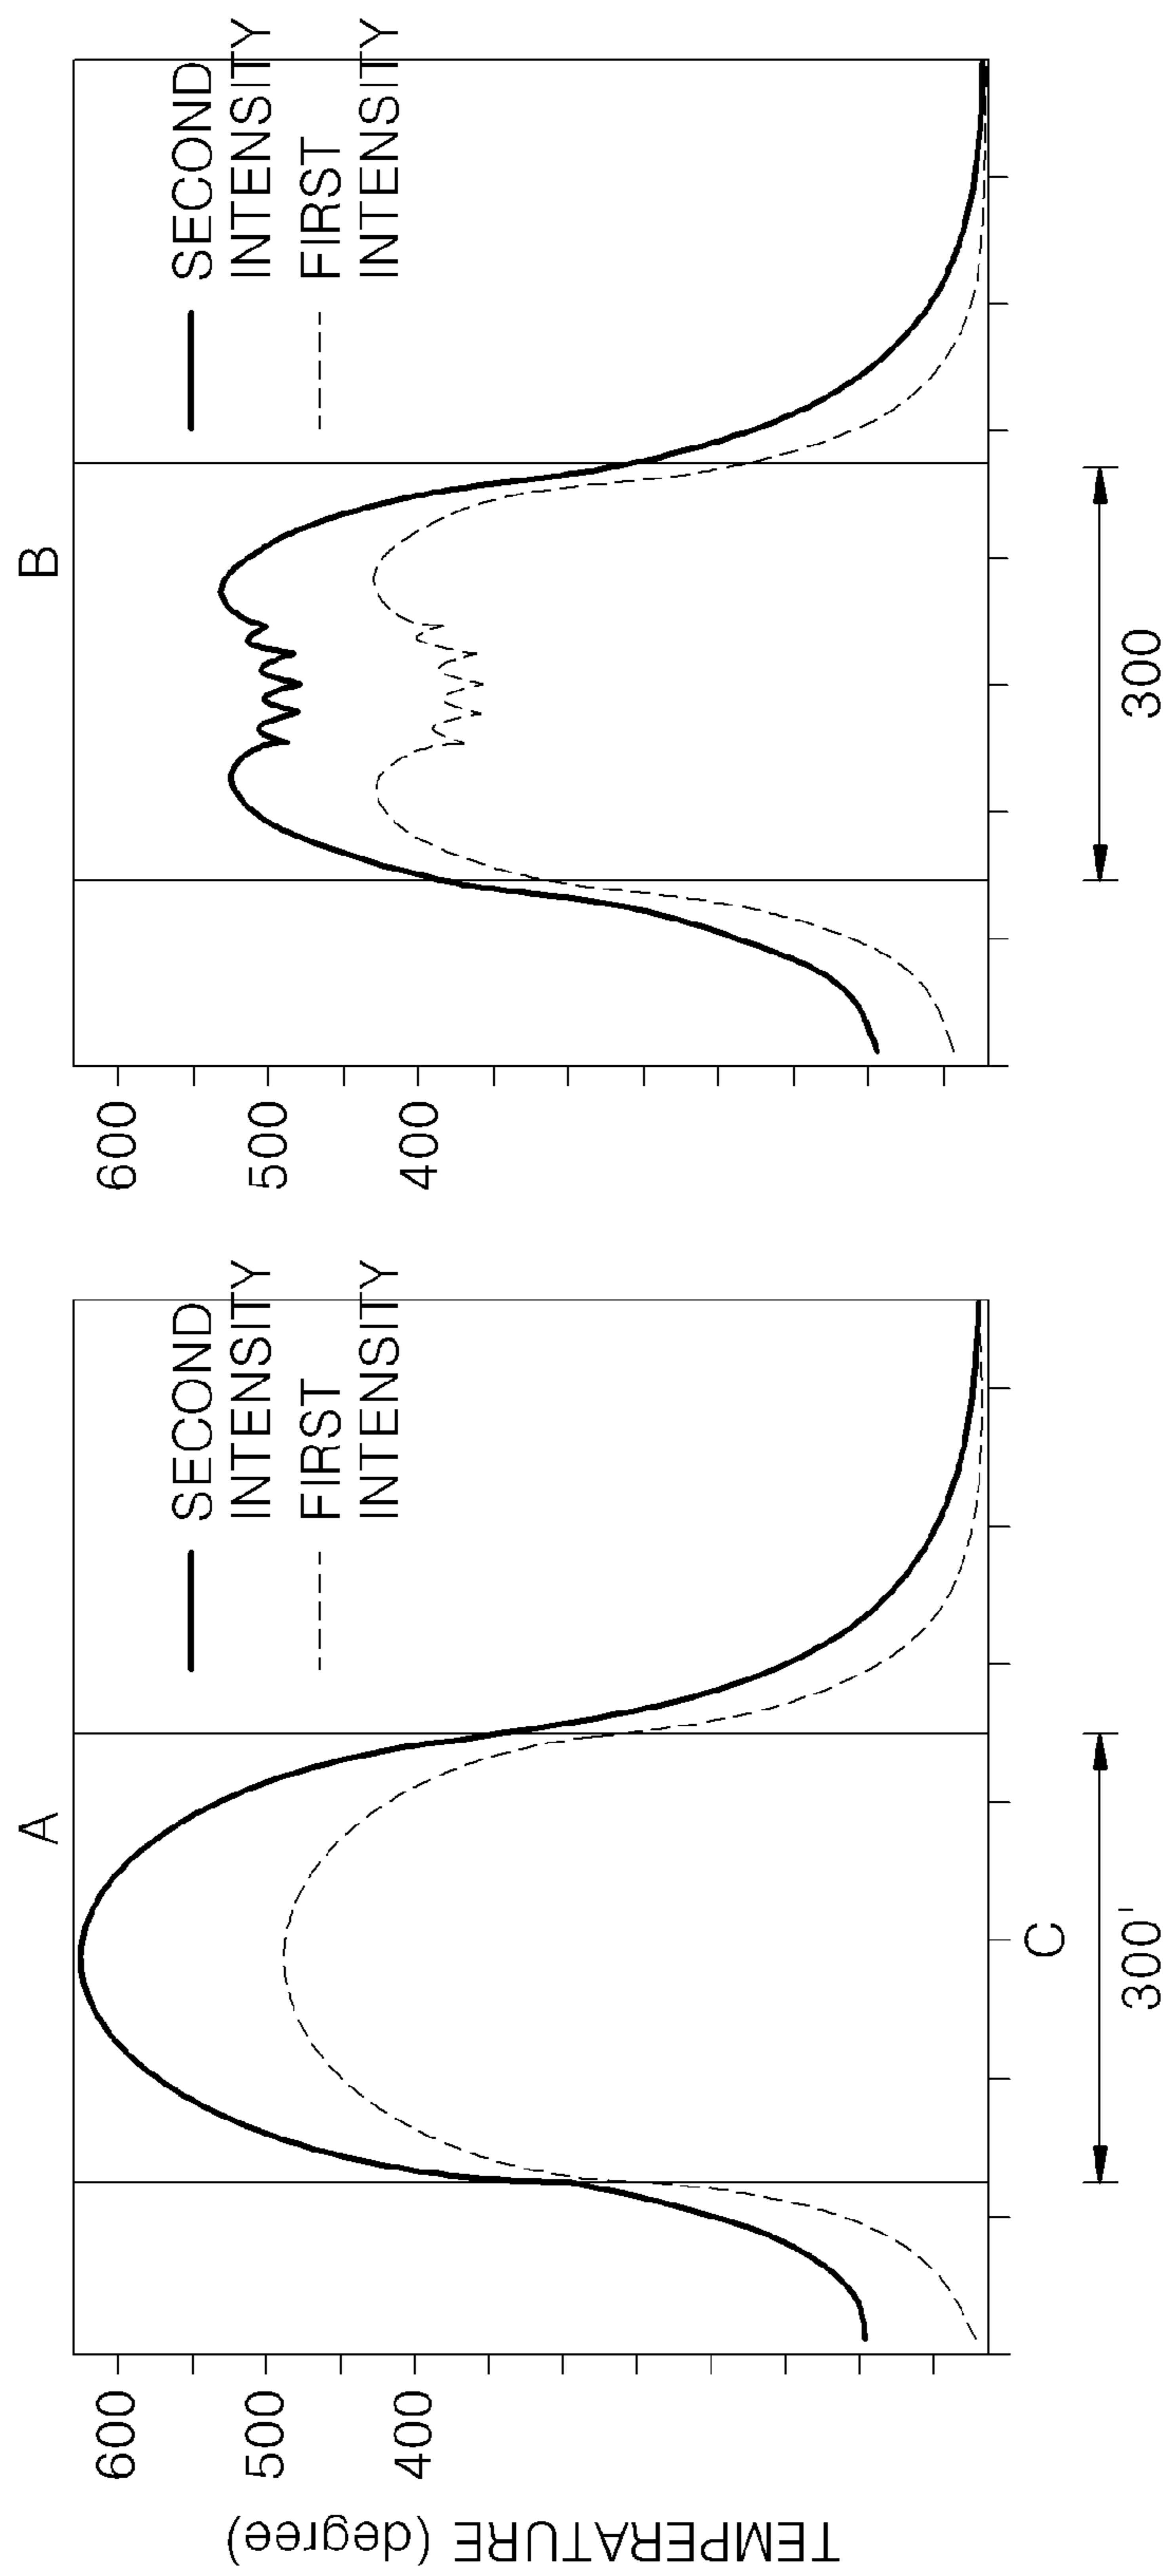 A
600
500
400
SECOND
INTENSITY
FIRST
INTENSITY
TEMPERATURE (degree)
C
300'
B
600
500
400
SECOND
INTENSITY
FIRST
INTENSITY
300